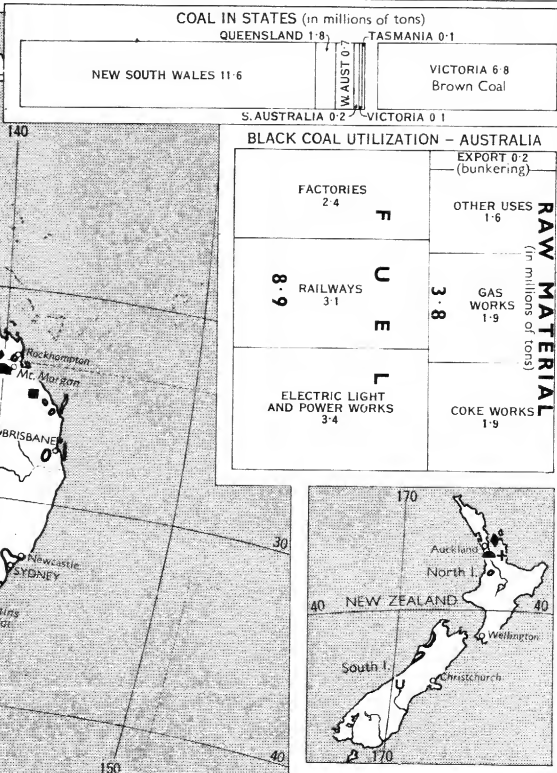 COAL IN STATES (in millions of tons)
QUEENSLAND 1·8
TASMANIA 0·1
NEW SOUTH WALES 11·6
W. AUST 0·7
VICTORIA 6·8
Brown Coal
S. AUSTRALIA 0·2
VICTORIA 0 1
140
BLACK COAL UTILIZATION – AUSTRALIA
EXPORT 0·2
(bunkering)
FACTORIES
2·4
OTHER USES
1·6
RAILWAYS
3·1
GAS
WORKS
1·9
ELECTRIC LIGHT
AND POWER WORKS
3·4
COKE WORKS
1·9
FUEL
8·9
3·8
RAW MATERIAL
(in millions of tons)
Rockhampton
Mt. Morgan
BRISBANE
30
Newcastle
SYDNEY
150
40
170
Auckland
North I.
40
NEW ZEALAND
40
Wellington
South I.
Christchurch
170